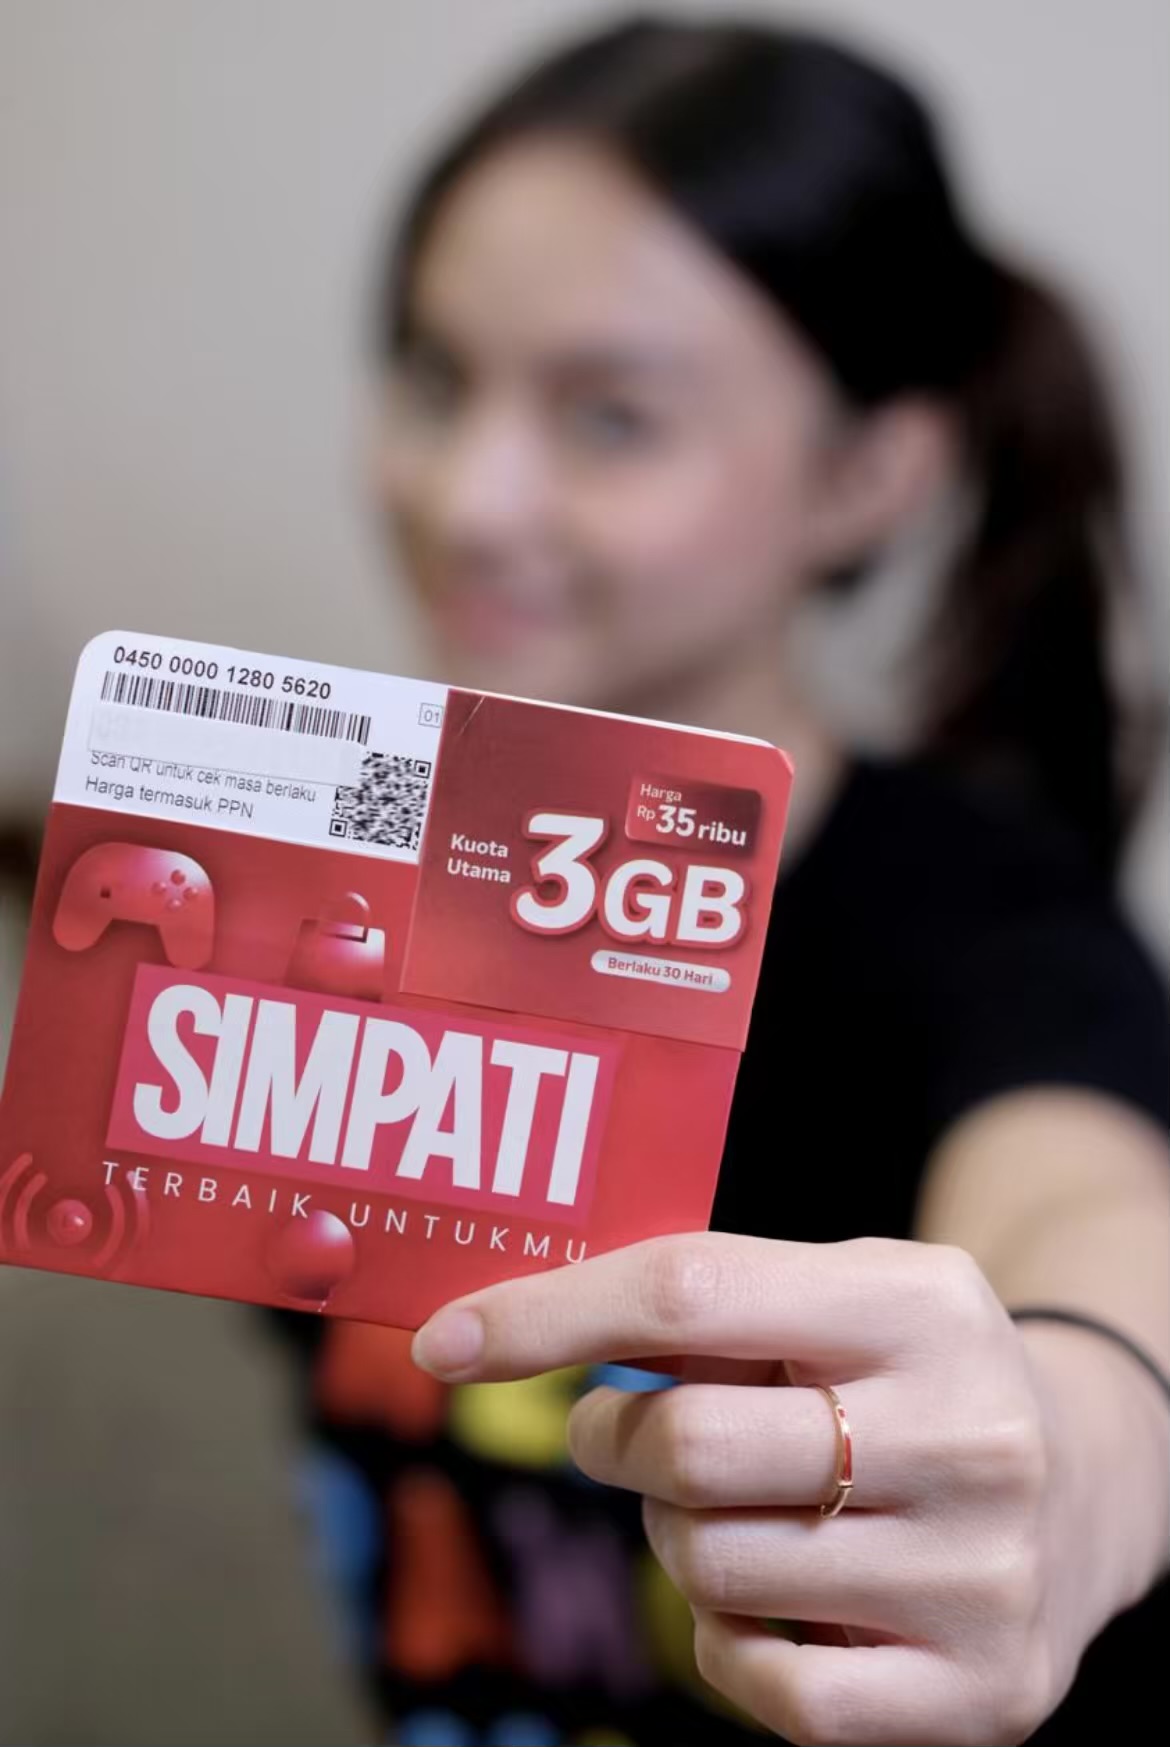 0450 0000 1280 5620
01
Scan QR untuk cek masa berlaku
Harga termasuk PPN
Harga
Rp 35 ribu
Kuota
Utama
3GB
Berlaku 30 Hari
SIMPATI
TERBAIK UNTUKMU